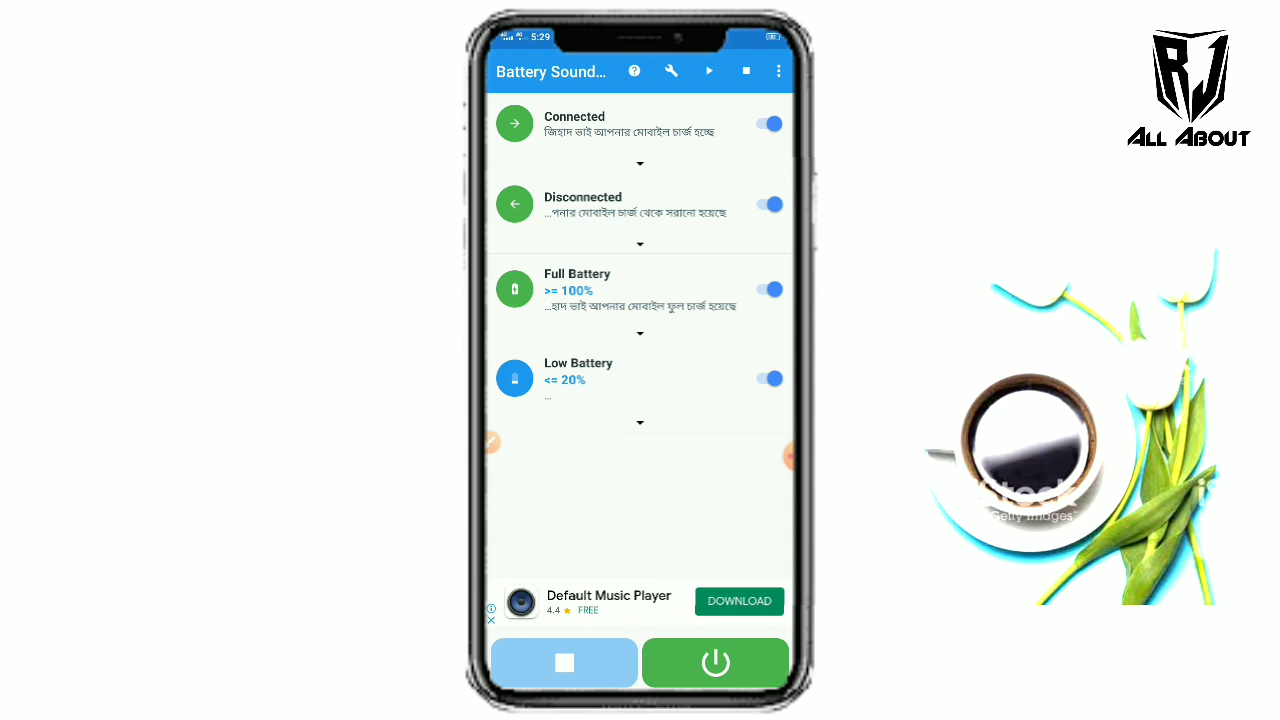 5:29
Battery Sound...
Connected
জিহাদ ভাই আপনার মোবাইল চার্জ হচ্ছে
Disconnected
...পনার মোবাইল চার্জ থেকে সরানো হয়েছে
Full Battery
>= 100%
...হাদ ভাই আপনার মোবাইল ফুল চার্জ হয়েছে
Low Battery
<= 20%
...
Default Music Player
4.4 ★ FREE
DOWNLOAD
RJ
ALL ABOUT
iStock
Getty Images